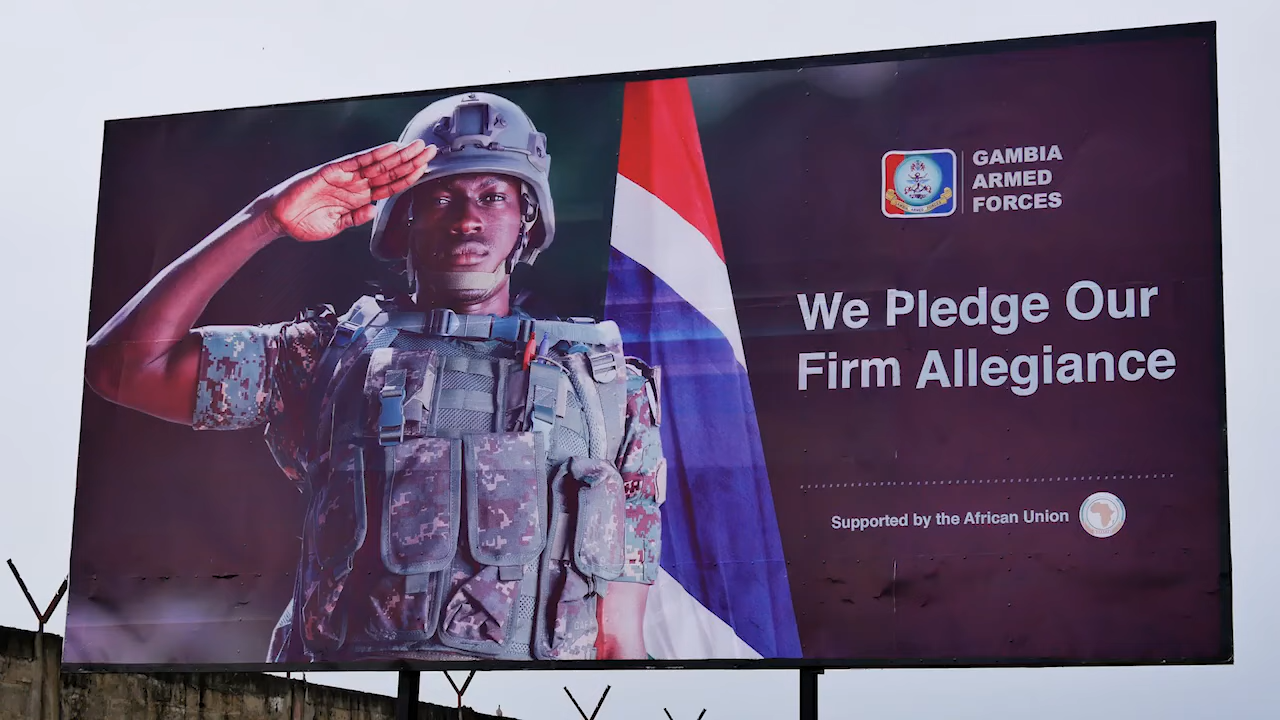 GAMBIA
ARMED
FORCES
We Pledge Our
Firm Allegiance
Supported by the African Union